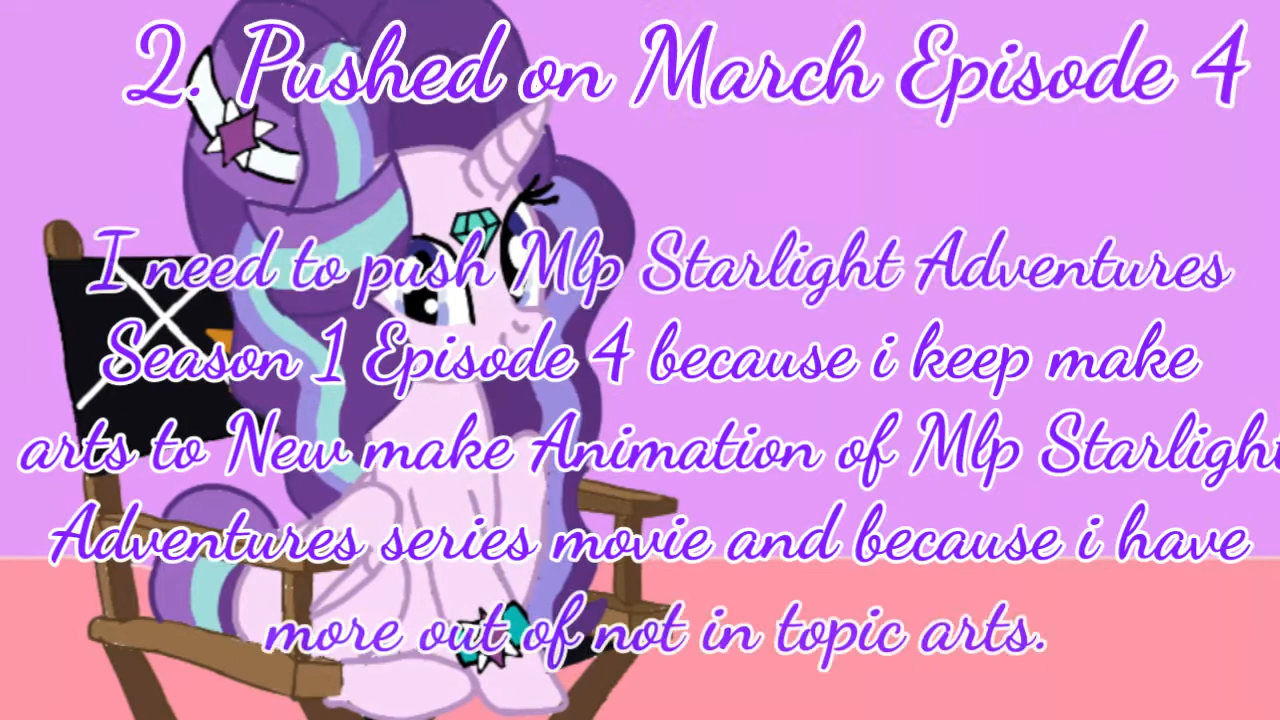 2. Pushed on March Episode 4
I need to push Mlp Starlight Adventures
Season 1 Episode 4 because i keep make
arts to New make Animation of Mlp Starlight
Adventures series movie and because i have
more out of not in topic arts.